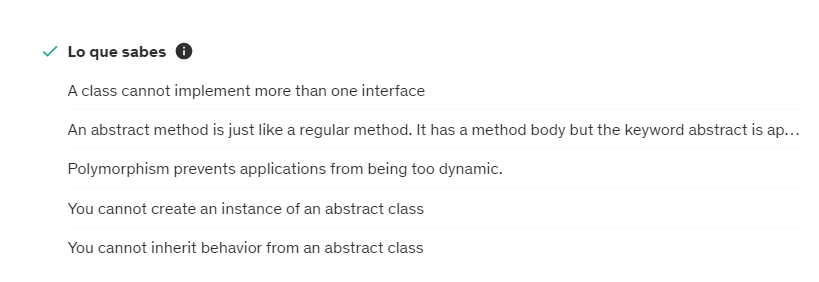 Lo que sabes
A class cannot implement more than one interface
An abstract method is just like a regular method. It has a method body but the keyword abstract is ap...
Polymorphism prevents applications from being too dynamic.
You cannot create an instance of an abstract class
You cannot inherit behavior from an abstract class